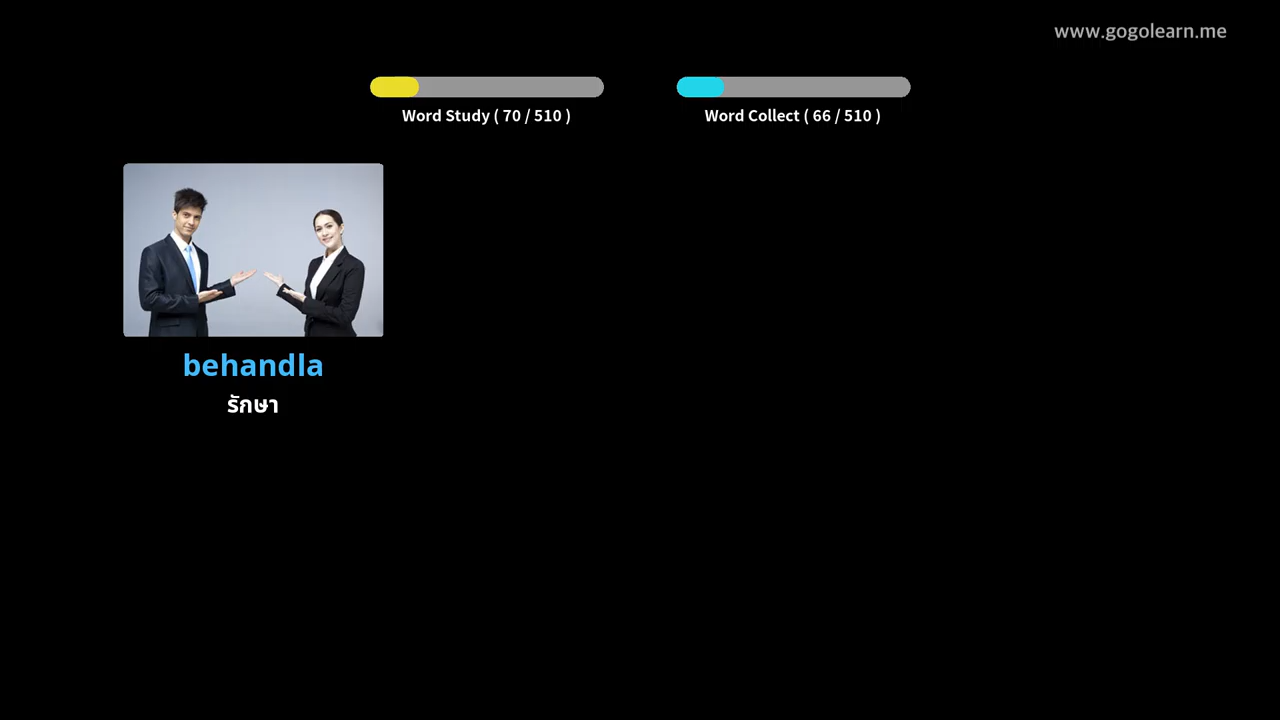 www.gogolearn.me
Word Study ( 70 / 510 )
Word Collect ( 66 / 510 )
behandla
รักษา